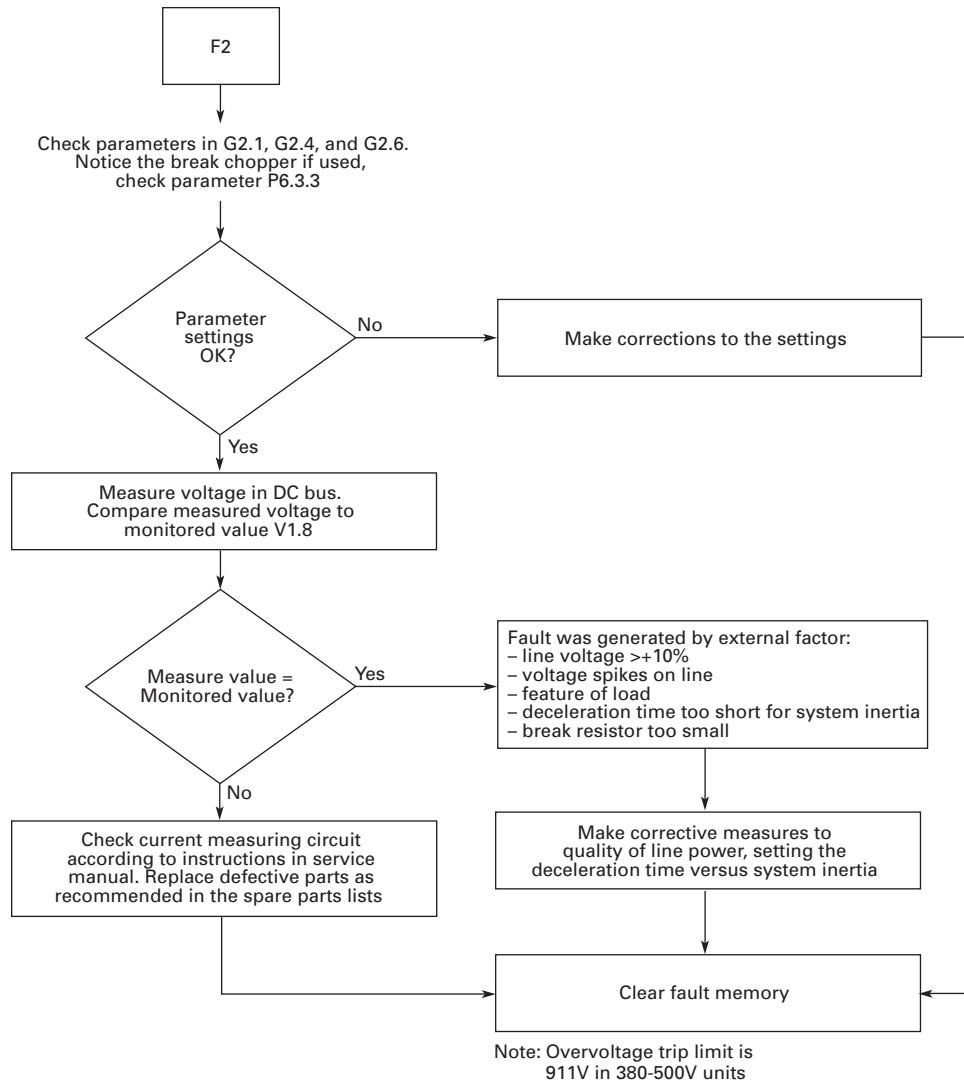 F2
Check parameters in G2.1, G2.4, and G2.6.
Notice the break chopper if used,
check parameter P6.3.3
Parameter
settings
OK?
No
Make corrections to the settings
Yes
Measure voltage in DC bus.
Compare measured voltage to
monitored value V1.8
Measure value =
Monitored value?
Yes
Fault was generated by external factor:
– line voltage >+10%
– voltage spikes on line
– feature of load
– deceleration time too short for system inertia
– break resistor too small
No
Check current measuring circuit
according to instructions in service
manual. Replace defective parts as
recommended in the spare parts lists
Make corrective measures to
quality of line power, setting the
deceleration time versus system inertia
Clear fault memory
Note: Overvoltage trip limit is
911V in 380-500V units